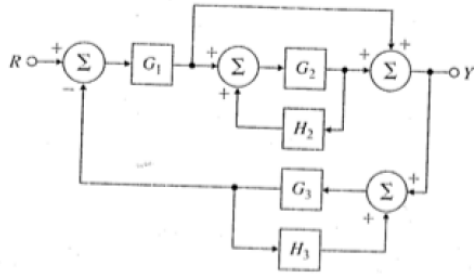 R + Σ G₁ + Σ G₂ + + Σ Y
− +
H₂
G₃ Σ +
+
H₃